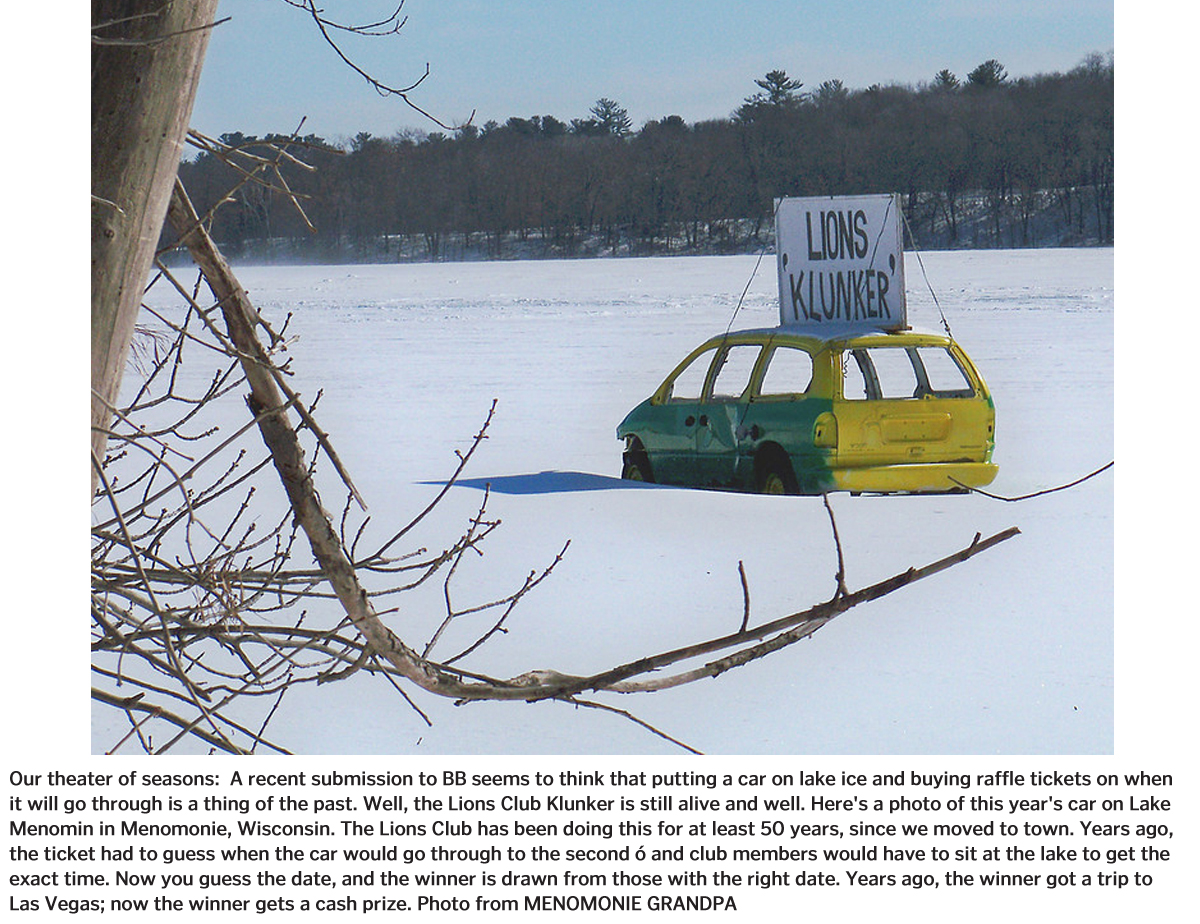 LIONS
'KLUNKER'
Our theater of seasons:  A recent submission to BB seems to think that putting a car on lake ice and buying raffle tickets on when
it will go through is a thing of the past. Well, the Lions Club Klunker is still alive and well. Here's a photo of this year's car on Lake
Menomin in Menomonie, Wisconsin. The Lions Club has been doing this for at least 50 years, since we moved to town. Years ago,
the ticket had to guess when the car would go through to the second ó and club members would have to sit at the lake to get the
exact time. Now you guess the date, and the winner is drawn from those with the right date. Years ago, the winner got a trip to
Las Vegas; now the winner gets a cash prize. Photo from MENOMONIE GRANDPA